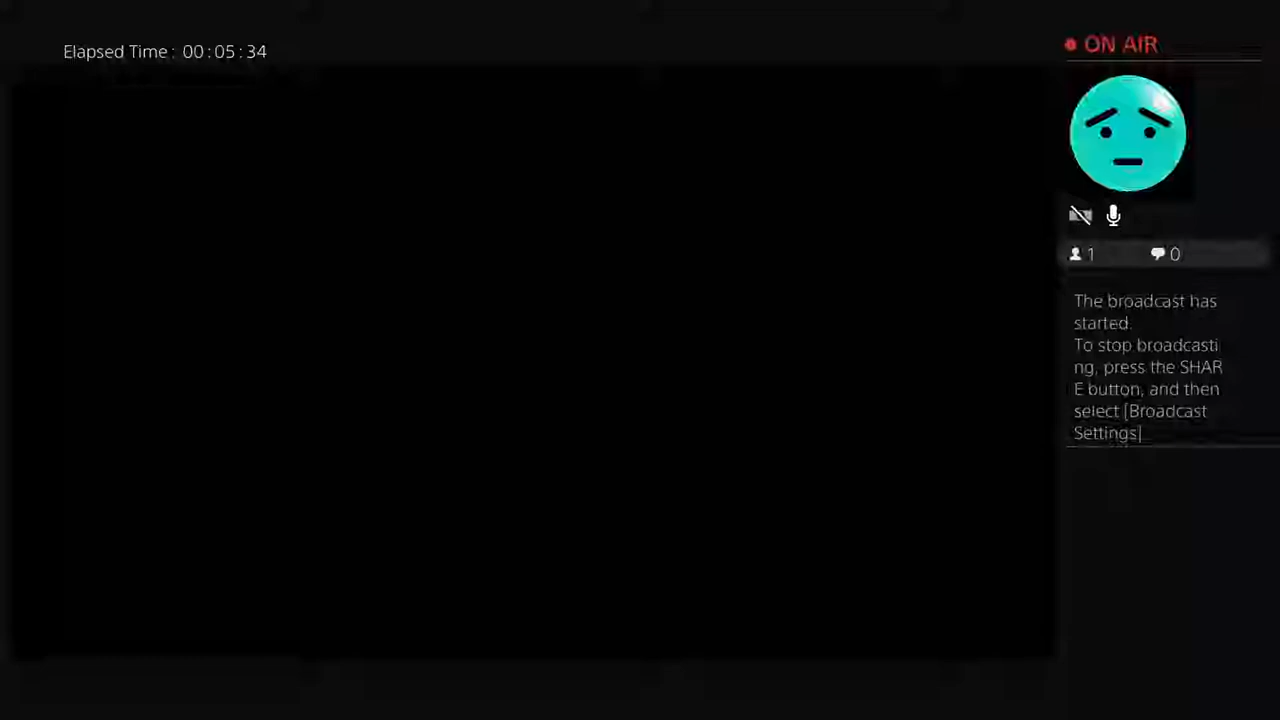 Elapsed Time: 00:05:34
ON AIR
1 0
The broadcast has
started.
To stop broadcasti
ng, press the SHAR
E button, and then
select [Broadcast
Settings]